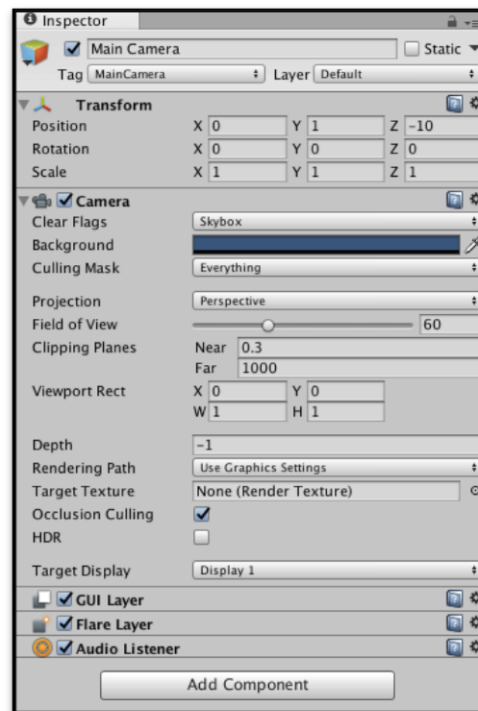 Inspector
Main Camera Static
Tag MainCamera Layer Default
Transform
Position X 0 Y 1 Z -10
Rotation X 0 Y 0 Z 0
Scale X 1 Y 1 Z 1
Camera
Clear Flags Skybox
Background
Culling Mask Everything
Projection Perspective
Field of View 60
Clipping Planes Near 0.3
Far 1000
Viewport Rect X 0 Y 0
W 1 H 1
Depth -1
Rendering Path Use Graphics Settings
Target Texture None (Render Texture)
Occlusion Culling
HDR
Target Display Display 1
GUI Layer
Flare Layer
Audio Listener
Add Component